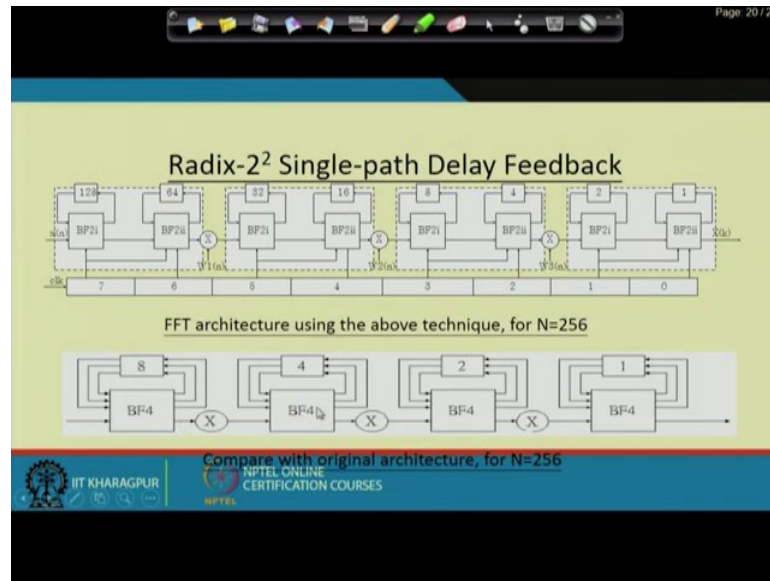 Page: 20/2
Radix-2² Single-path Delay Feedback
128 64 32 16 8 4 2 1
x(n) BF2i BF2ii X BF2i BF2ii X BF2i BF2ii X BF2i BF2ii X(k)
W1(n) W2(n) W3(n)
clk 7 6 5 4 3 2 1 0
FFT architecture using the above technique, for N=256
8 4 2 1
BF4 X BF4 X BF4 X BF4
Compare with original architecture, for N=256
IIT KHARAGPUR
NPTEL ONLINE
CERTIFICATION COURSES
NPTEL